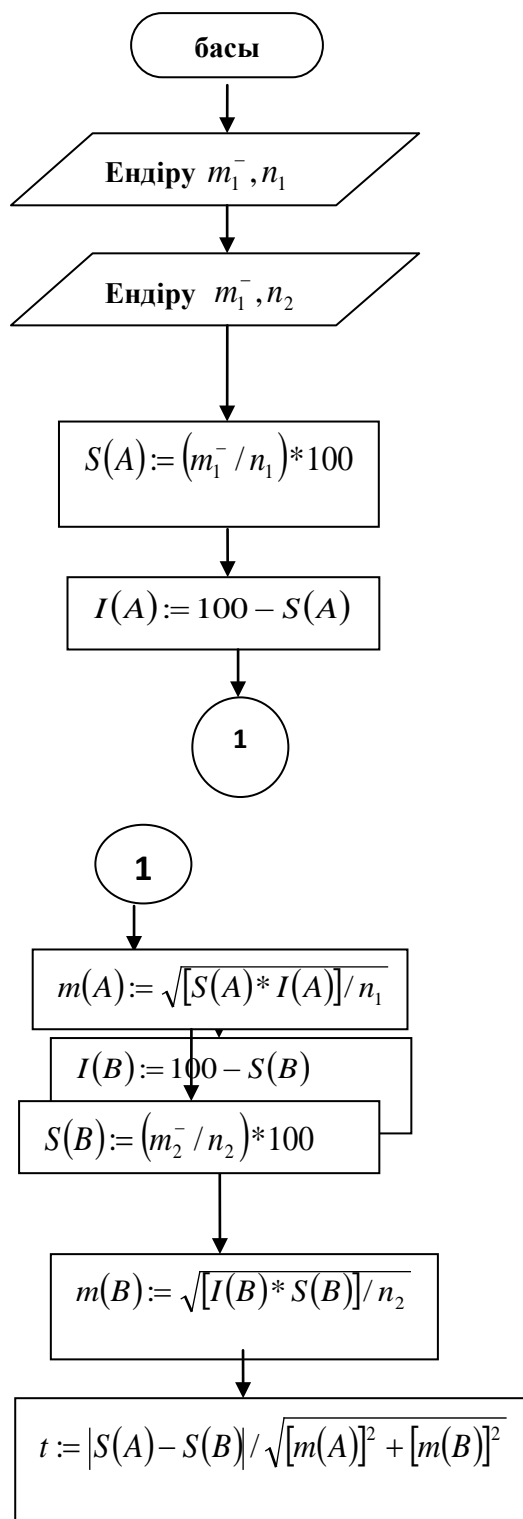 басы
Ендіру m₁⁻, n₁
Ендіру m₁⁻, n₂
S(A):= (m₁⁻ / n₁)*100
I(A):= 100 − S(A)
1
1
m(A):= √[S(A)* I(A)]/ n₁
I(B):= 100 − S(B)
S(B):= (m₂⁻ / n₂)*100
m(B):= √[I(B)* S(B)]/ n₂
t:= |S(A) − S(B)| / √[m(A)]² + [m(B)]²